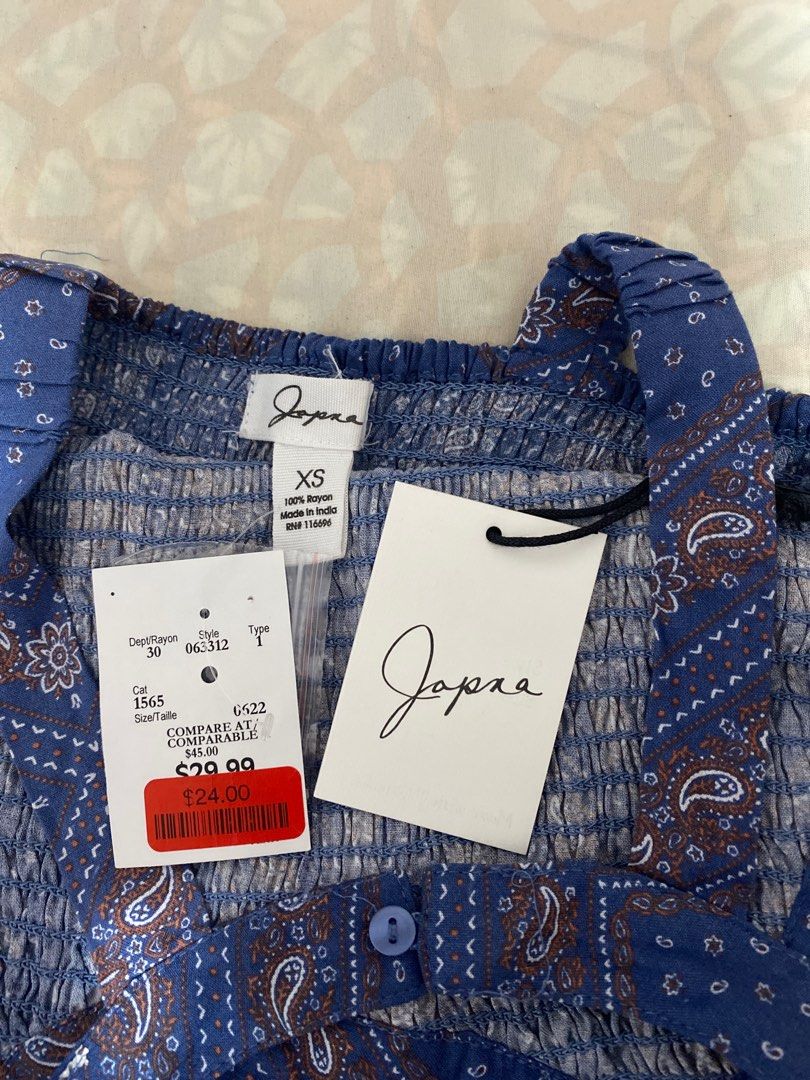 Japna
XS
100% Rayon
Made in India
RN# 116696
Dept/Rayon Style Type
30 063312 1
Cat
1565 0622
Size/Taille
COMPARE AT/
COMPARABLE
$45.00
$29.99
$24.00
Japna